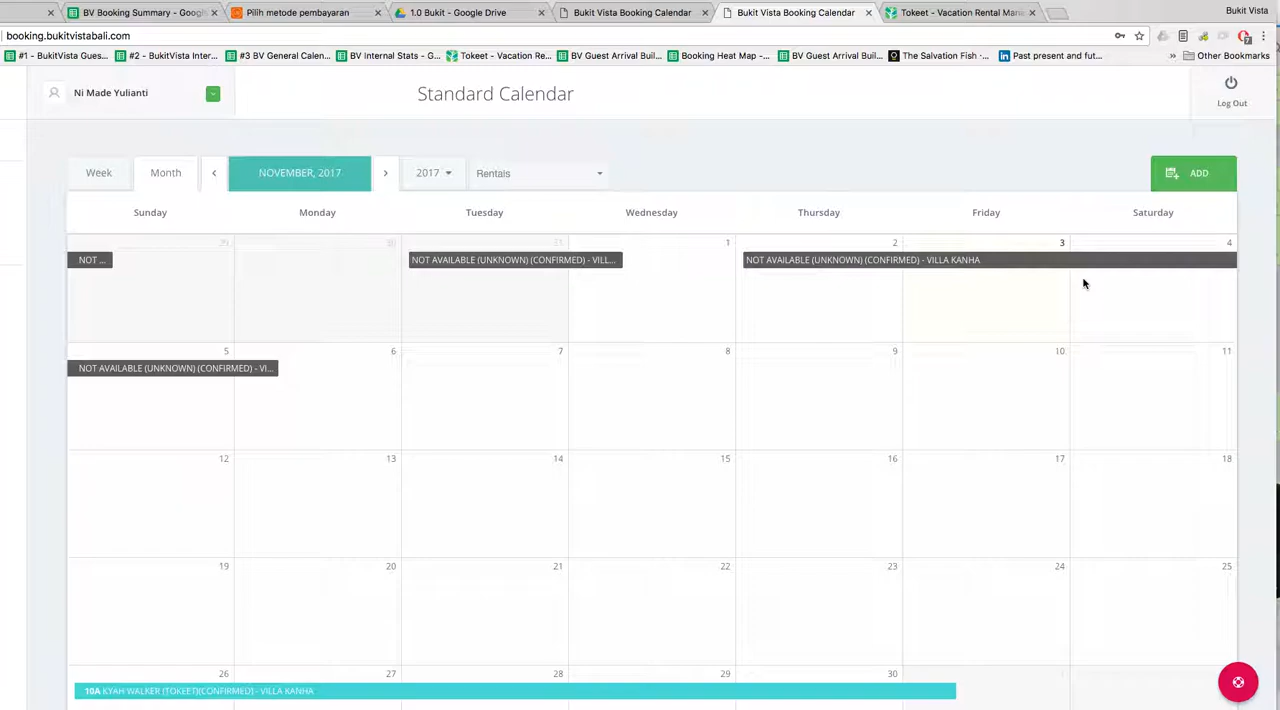 BV Booking Summary - Googl
Pilih metode pembayaran
1.0 Bukit - Google Drive
Bukit Vista Booking Calendar
Bukit Vista Booking Calendar
Tokeet - Vacation Rental Man
Bukit Vista
booking.bukitvistabali.com
#1 - BukitVista Gues...
#2 - BukitVista Inter...
#3 BV General Calen...
BV Internal Stats - G...
Tokeet - Vacation Re...
BV Guest Arrival Buil...
Booking Heat Map -...
BV Guest Arrival Buil...
The Salvation Fish -...
Past present and fut...
» Other Bookmarks
Ni Made Yulianti
Standard Calendar
Log Out
Week Month < NOVEMBER, 2017 > 2017 Rentals ADD
Sunday Monday Tuesday Wednesday Thursday Friday Saturday
29 30 31 1 2 3 4
NOT ... NOT AVAILABLE (UNKNOWN) (CONFIRMED) - VILL... NOT AVAILABLE (UNKNOWN) (CONFIRMED) - VILLA KANHA
5 6 7 8 9 10 11
NOT AVAILABLE (UNKNOWN) (CONFIRMED) - VI...
12 13 14 15 16 17 18
19 20 21 22 23 24 25
26 27 28 29 30 1
10A KYAH WALKER (TOKEET)(CONFIRMED) - VILLA KANHA